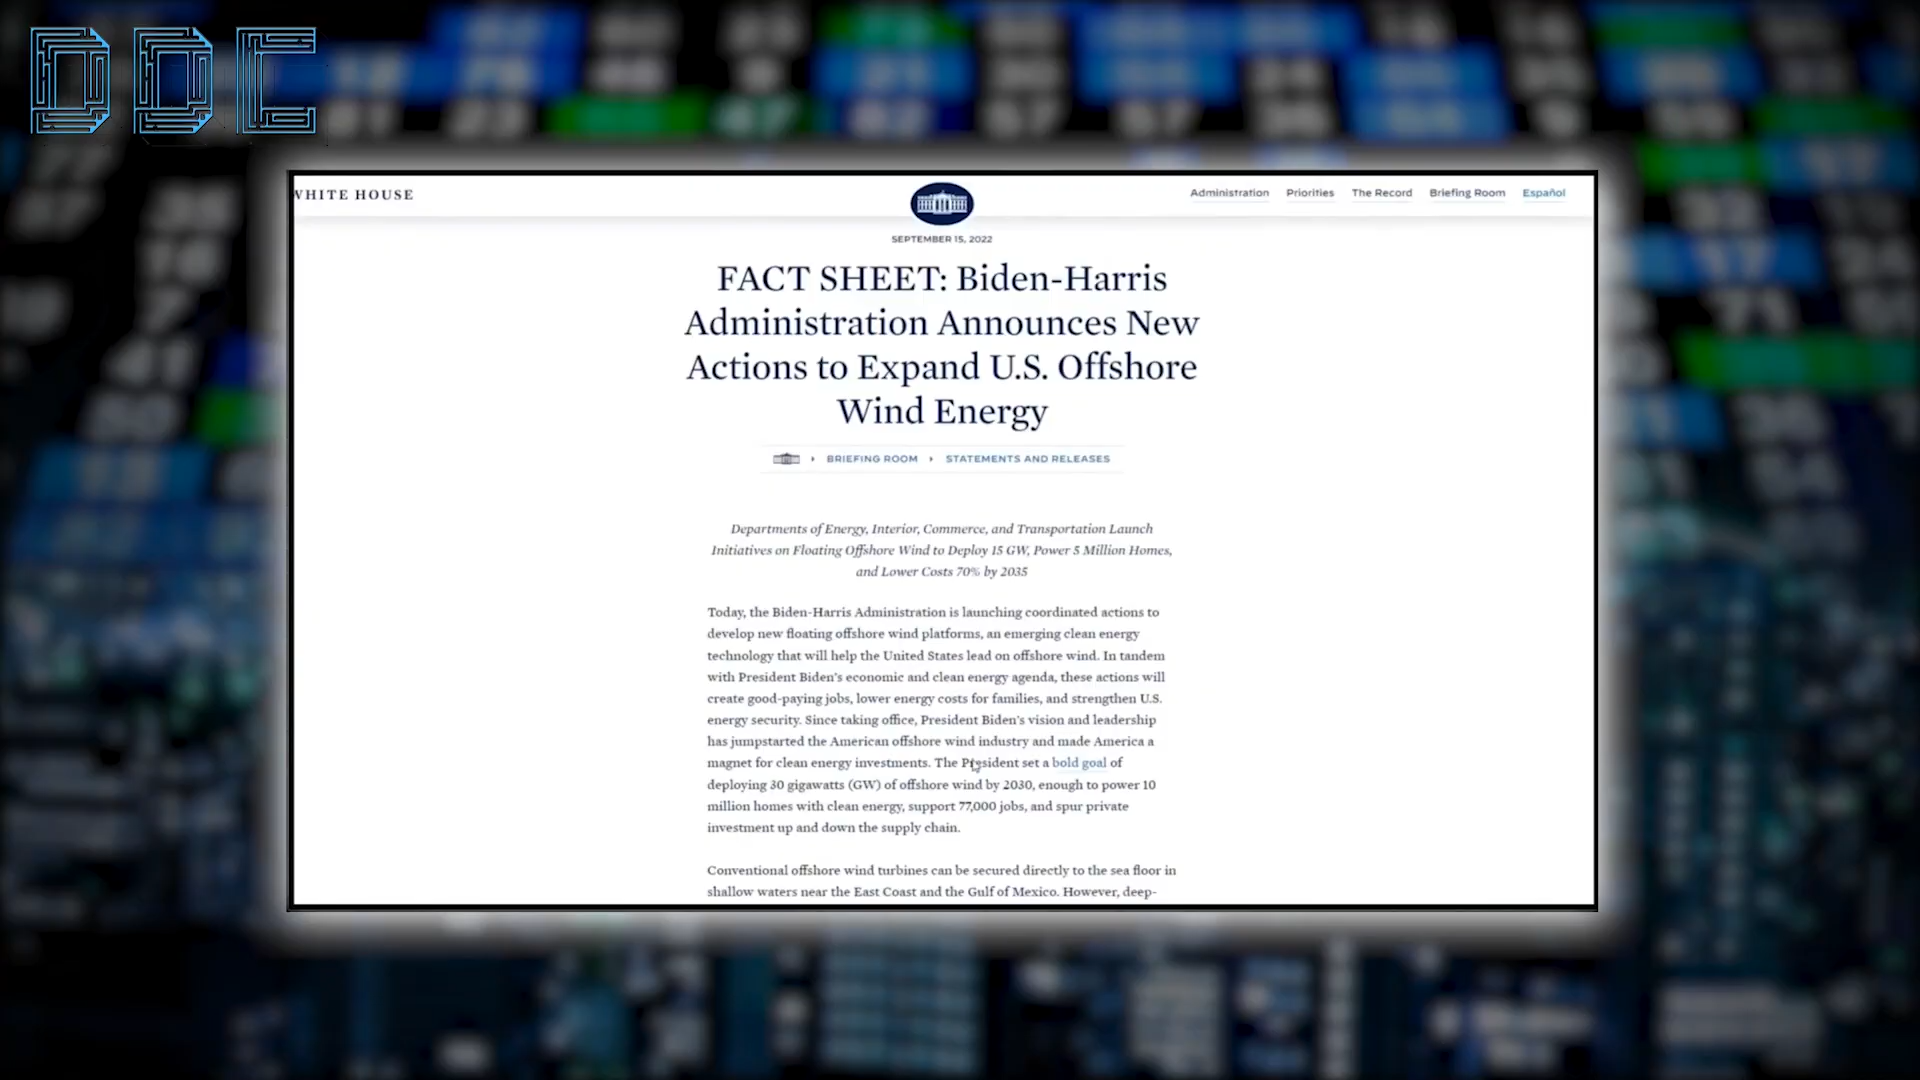 DDC
WHITE HOUSE
Administration Priorities The Record Briefing Room Español
SEPTEMBER 15, 2022
FACT SHEET: Biden-Harris
Administration Announces New
Actions to Expand U.S. Offshore
Wind Energy
BRIEFING ROOM › STATEMENTS AND RELEASES
Departments of Energy, Interior, Commerce, and Transportation Launch
Initiatives on Floating Offshore Wind to Deploy 15 GW, Power 5 Million Homes,
and Lower Costs 70% by 2035
Today, the Biden-Harris Administration is launching coordinated actions to
develop new floating offshore wind platforms, an emerging clean energy
technology that will help the United States lead on offshore wind. In tandem
with President Biden's economic and clean energy agenda, these actions will
create good-paying jobs, lower energy costs for families, and strengthen U.S.
energy security. Since taking office, President Biden's vision and leadership
has jumpstarted the American offshore wind industry and made America a
magnet for clean energy investments. The President set a bold goal of
deploying 30 gigawatts (GW) of offshore wind by 2030, enough to power 10
million homes with clean energy, support 77,000 jobs, and spur private
investment up and down the supply chain.
Conventional offshore wind turbines can be secured directly to the sea floor in
shallow waters near the East Coast and the Gulf of Mexico. However, deep-